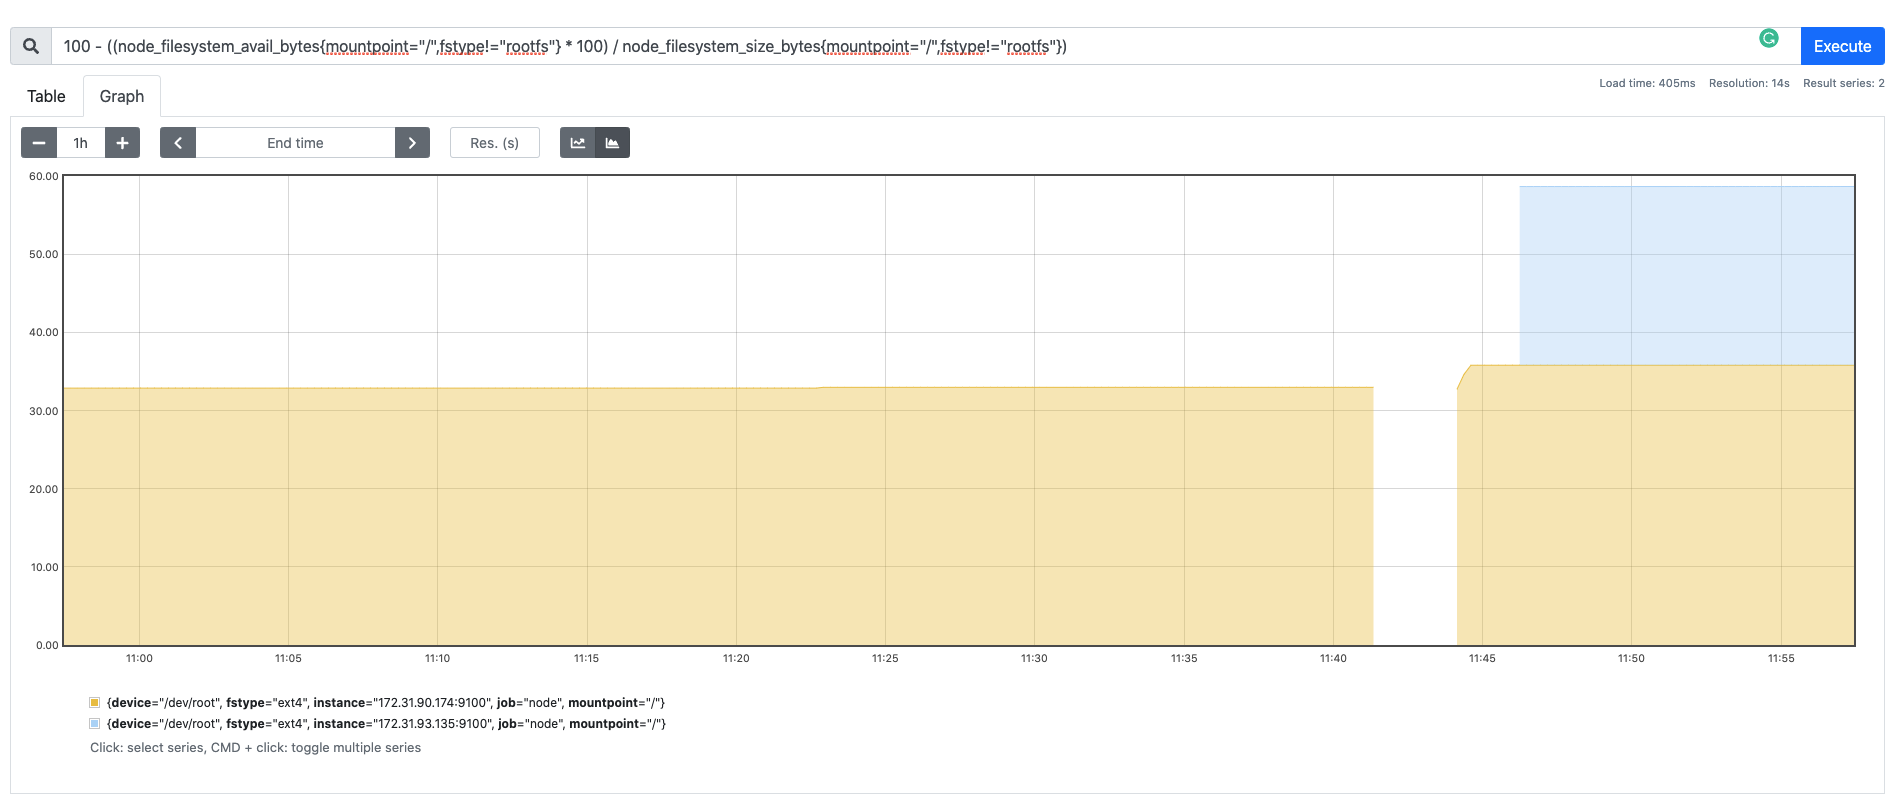 100 - ((node_filesystem_avail_bytes{mountpoint="/",fstype!="rootfs"} * 100) / node_filesystem_size_bytes{mountpoint="/",fstype!="rootfs"})
Execute
Load time: 405ms Resolution: 14s Result series: 2
Table Graph
1h End time Res. (s)
60.00
50.00
40.00
30.00
20.00
10.00
0.00
11:00 11:05 11:10 11:15 11:20 11:25 11:30 11:35 11:40 11:45 11:50 11:55
{device="/dev/root", fstype="ext4", instance="172.31.90.174:9100", job="node", mountpoint="/"}
{device="/dev/root", fstype="ext4", instance="172.31.93.135:9100", job="node", mountpoint="/"}
Click: select series, CMD + click: toggle multiple series